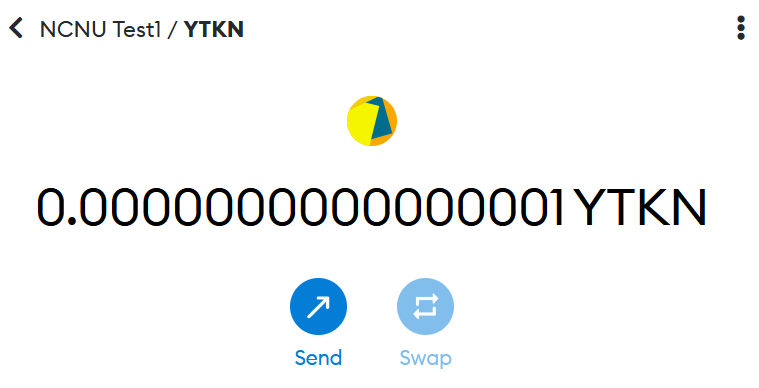 NCNU Test1 / YTKN
0.0000000000000001 YTKN
Send
Swap